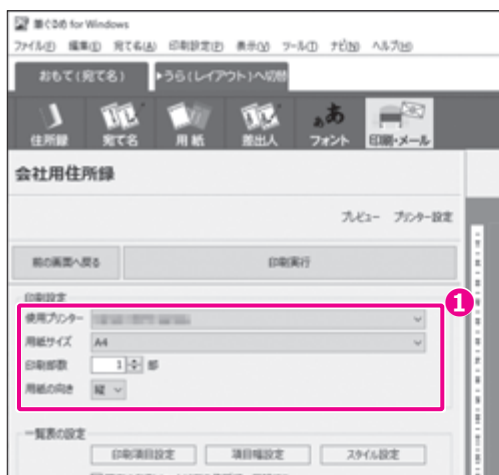 筆ぐるめ for Windows
ファイル(F) 編集(E) 宛て名(A) 印刷設定(P) 表示(V) ツール(T) ナビ(N) ヘルプ(H)
おもて(宛て名) ▶うら(レイアウト)へ切替
住所録 宛て名 用紙 差出人 フォント 印刷・メール
会社用住所録
プレビュー プリンター設定
前の画面へ戻る 印刷実行
印刷設定
1
使用プリンター
用紙サイズ A4
印刷部数 1 部
用紙の向き 縦
一覧表の設定
印刷項目設定 項目幅設定 スタイル設定